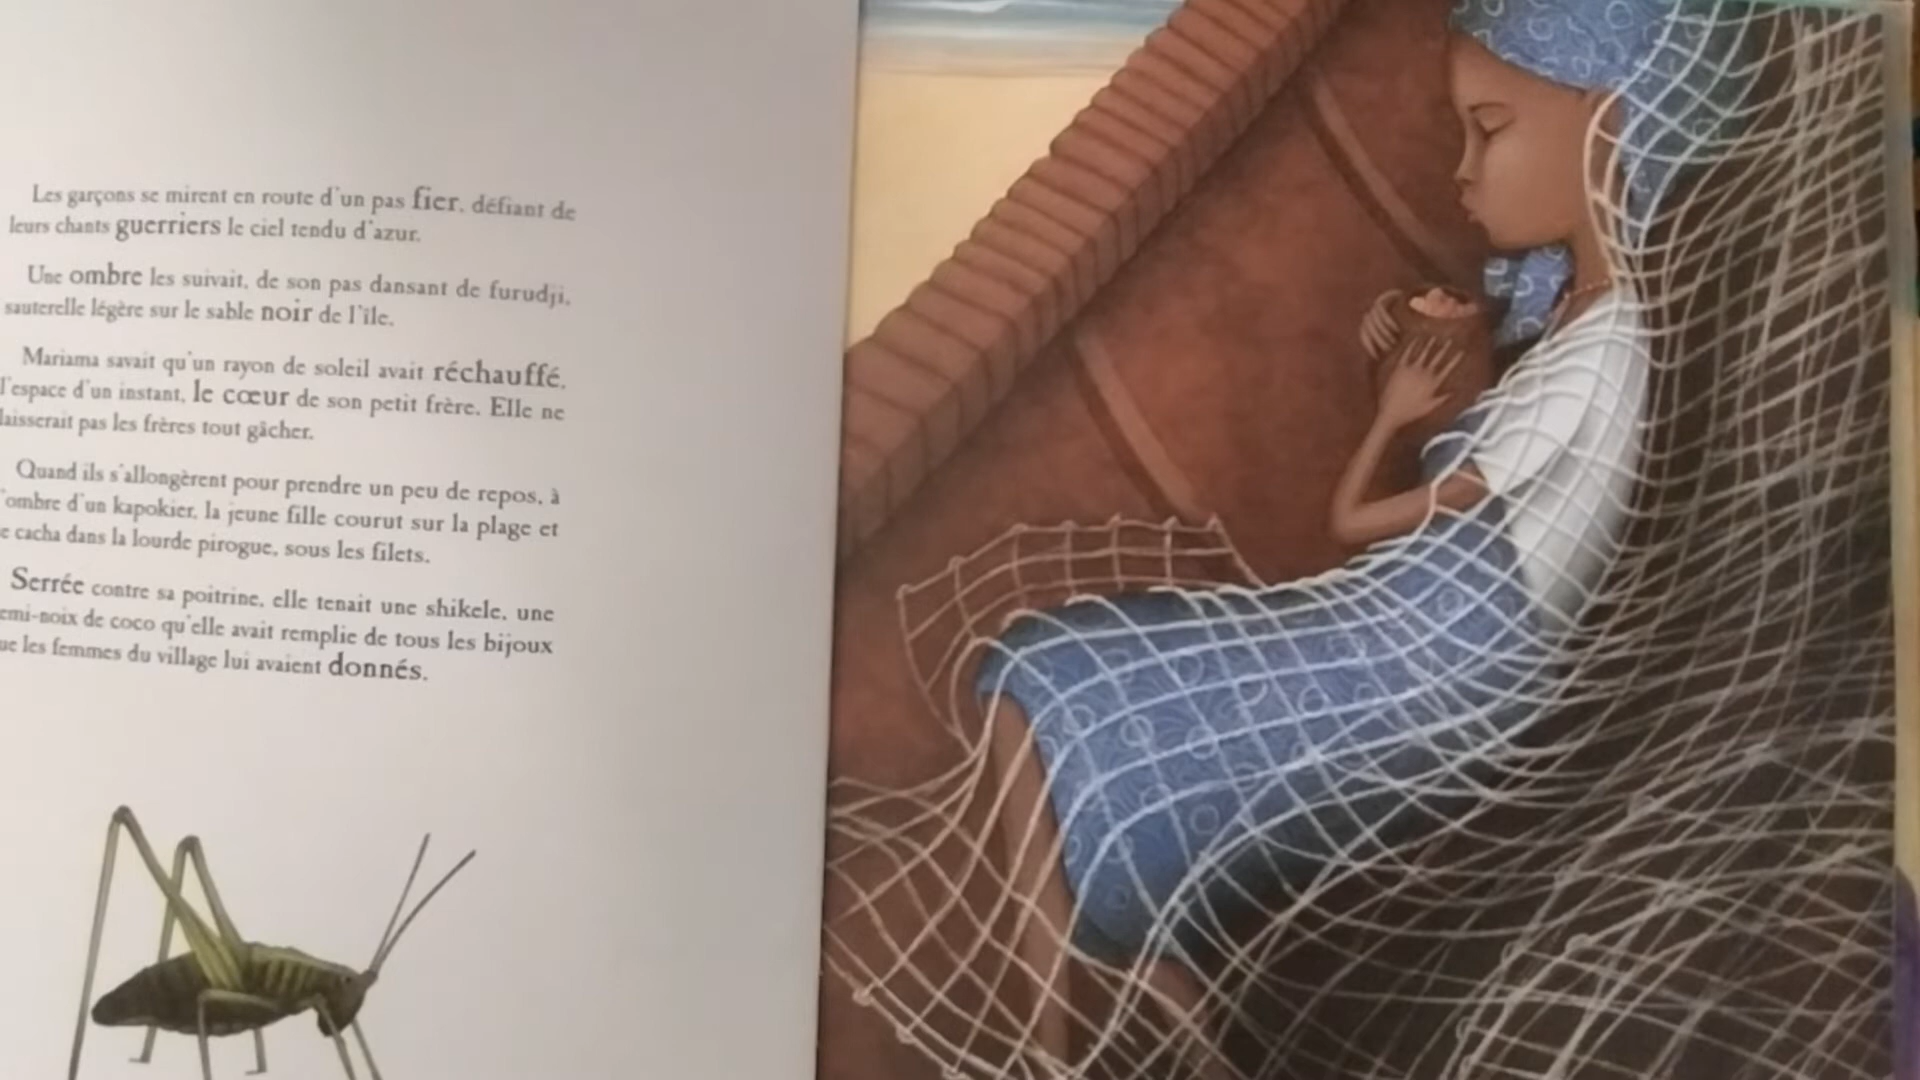 Les garçons se mirent en route d'un pas fier, défiant de
leurs chants guerriers le ciel tendu d'azur.
Une ombre les suivait, de son pas dansant de furudji,
sauterelle légère sur le sable noir de l'île.
Mariama savait qu'un rayon de soleil avait réchauffé,
l'espace d'un instant, le cœur de son petit frère. Elle ne
laisserait pas les frères tout gâcher.
Quand ils s'allongèrent pour prendre un peu de repos, à
'ombre d'un kapokier, la jeune fille courut sur la plage et
e cacha dans la lourde pirogue, sous les filets.
Serrée contre sa poitrine, elle tenait une shikele, une
emi-noix de coco qu'elle avait remplie de tous les bijoux
ue les femmes du village lui avaient donnés.